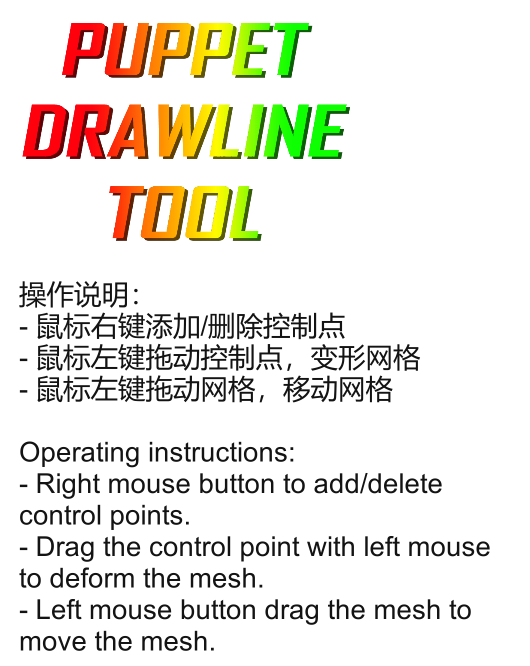 PUPPET
DRAWLINE
TOOL
操作说明：
- 鼠标右键添加/删除控制点
- 鼠标左键拖动控制点，变形网格
- 鼠标左键拖动网格，移动网格
Operating instructions:
- Right mouse button to add/delete
control points.
- Drag the control point with left mouse
to deform the mesh.
- Left mouse button drag the mesh to
move the mesh.